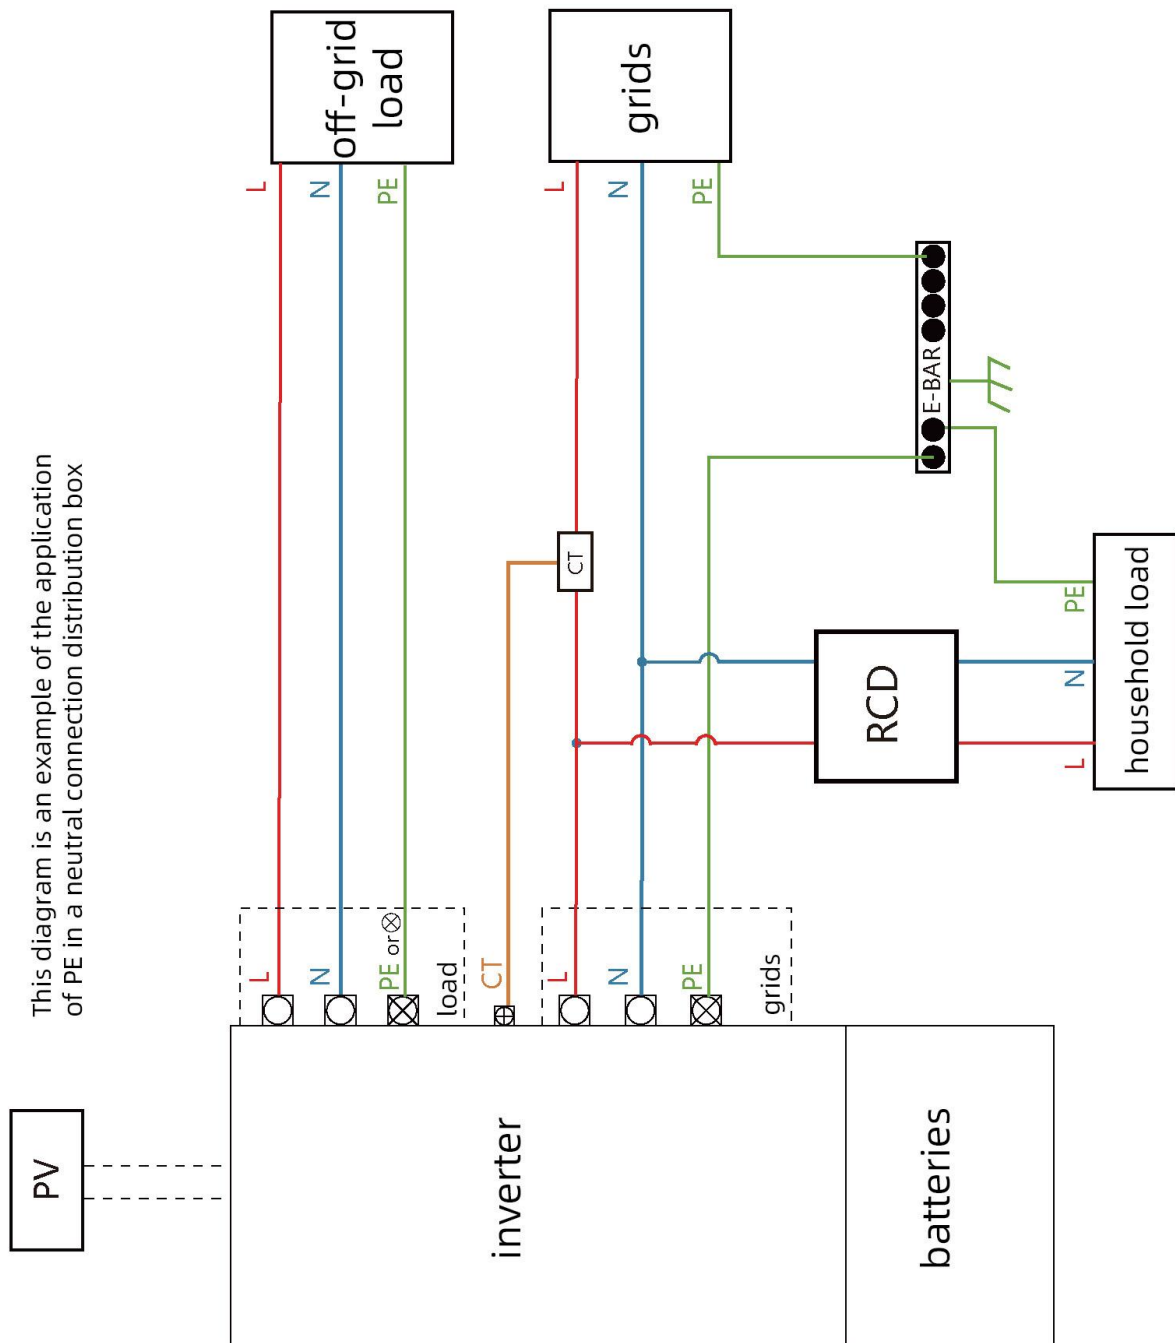 This diagram is an example of the application
of PE in a neutral connection distribution box
PV
inverter
batteries
L
N
PE or
load
CT
L
N
PE
grids
CT
RCD
L
N
PE
household load
E-BAR
L
N
PE
off-grid
load
L
N
PE
grids